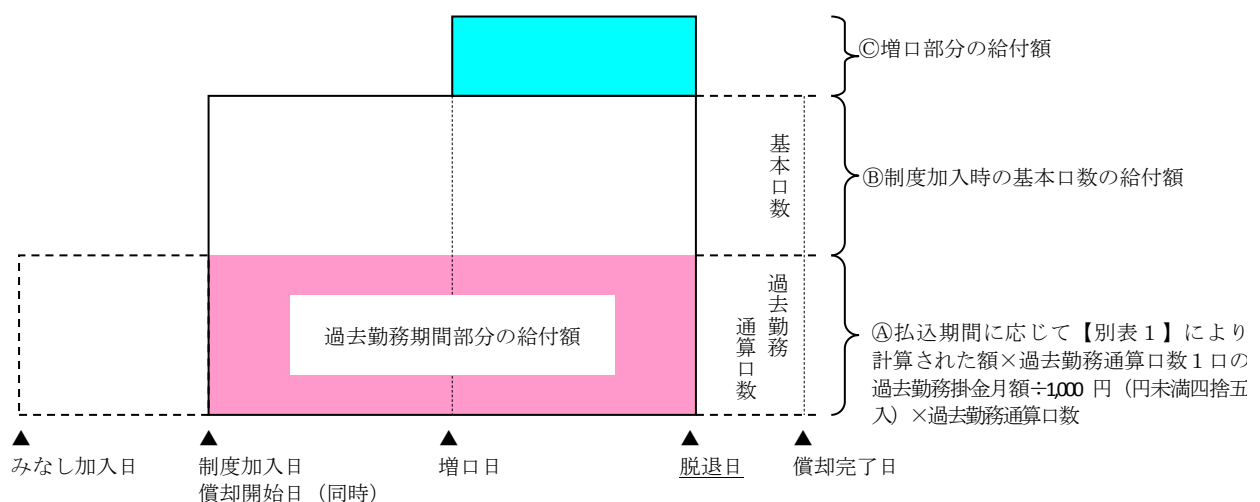 Ⓒ増口部分の給付額
基本口数
Ⓑ制度加入時の基本口数の給付額
過去勤務
通算口数
過去勤務期間部分の給付額
Ⓐ払込期間に応じて【別表1】により
計算された額×過去勤務通算口数1口の
過去勤務掛金月額÷1,000 円（円未満四捨五
入）×過去勤務通算口数
▲ ▲ ▲ ▲ ▲
みなし加入日 制度加入日 増口日 脱退日 償却完了日
償却開始日（同時）